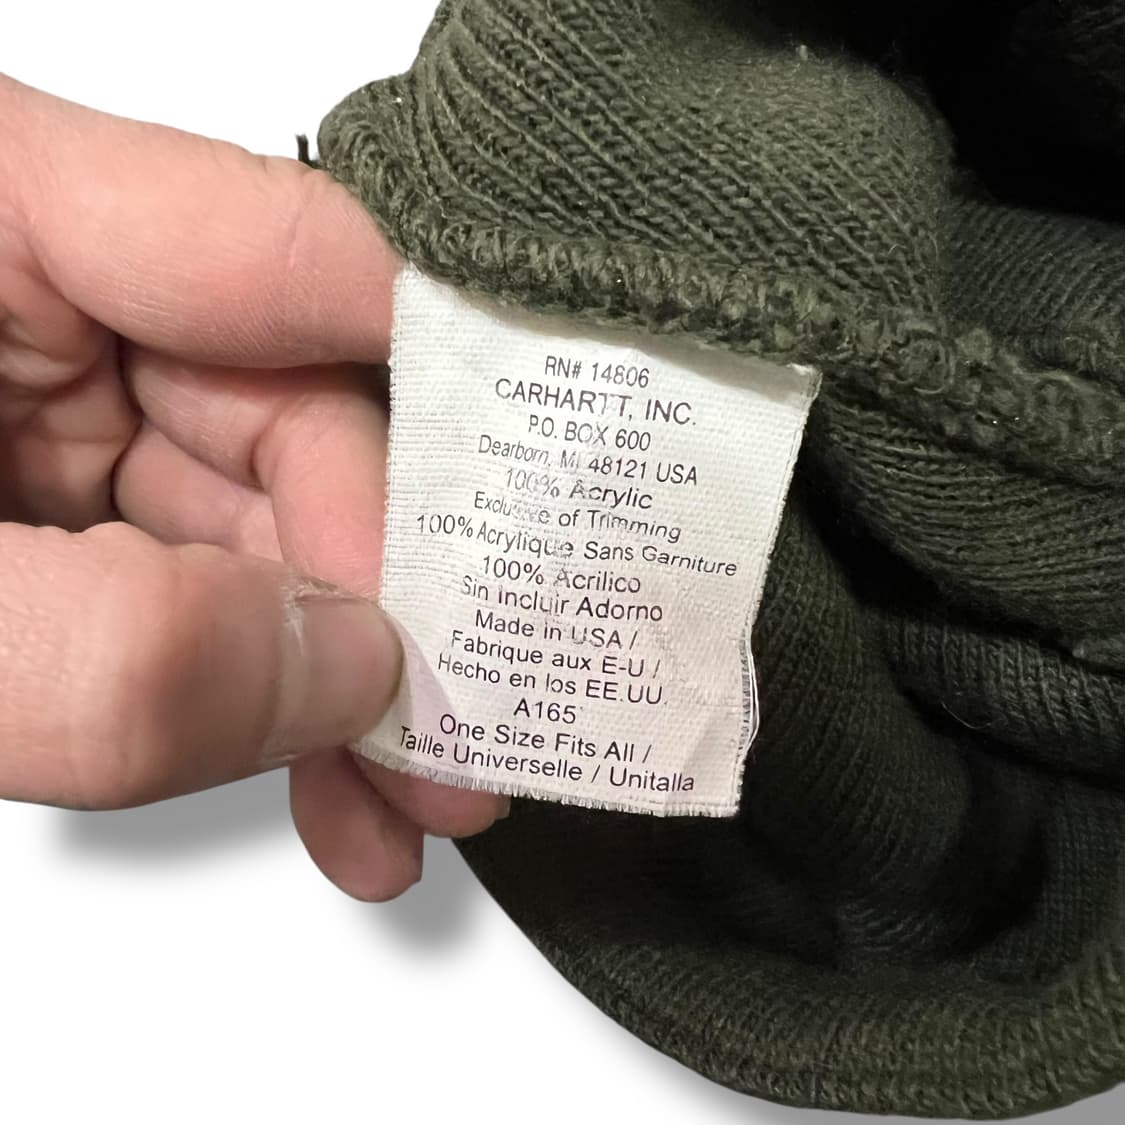 RN# 14806
CARHARTT, INC.
P.O. BOX 600
Dearborn, MI 48121 USA
100% Acrylic
Exclusive of Trimming
100% Acrylique Sans Garniture
100% Acrilico
Sin incluir Adorno
Made in USA /
Fabrique aux E-U /
Hecho en los EE.UU.
A165
One Size Fits All /
Taille Universelle / Unitalla